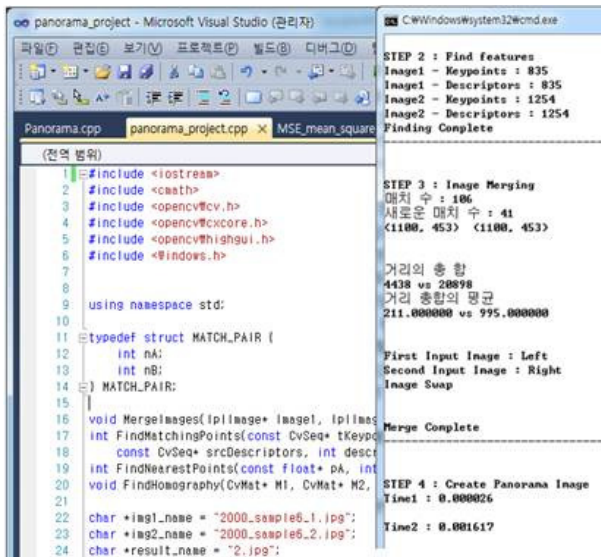 panorama_project - Microsoft Visual Studio (관리자)
파일(F) 편집(E) 보기(V) 프로젝트(P) 빌드(B) 디버그(D)
Panorama.cpp panorama_project.cpp × MSE_mean_square
(전역 범위)
1 #include <iostream>
2 #include <cmath>
3 #include <opencv₩cv.h>
4 #include <opencv₩cxcore.h>
5 #include <opencv₩highgui.h>
6 #include <Windows.h>
7
8
9 using namespace std;
10
11 typedef struct MATCH_PAIR {
12 int nA;
13 int nB;
14 } MATCH_PAIR;
15
16 void MergeImages(IplImage* Image1, IplImag
17 int FindMatchingPoints(const CvSeq* tKeypo
18 const CvSeq* srcDescriptors, int descr
19 int FindNearestPoints(const float* pA, int
20 void FindHomography(CvMat* M1, CvMat* M2,
21
22 char *img1_name = "2000_sample6_1.jpg";
23 char *img2_name = "2000_sample6_2.jpg";
24 char *result_name = "2.jpg";
C:₩Windows₩system32₩cmd.exe
STEP 2 : Find features
Image1 - Keypoints : 835
Image1 - Descriptors : 835
Image2 - Keypoints : 1254
Image2 - Descriptors : 1254
Finding Complete
STEP 3 : Image Merging
매치 수 : 106
새로운 매치 수 : 41
(1100, 453) (1100, 453)
거리의 총 합
4438 vs 20898
거리 총합의 평균
211.000000 vs 995.000000
First Input Image : Left
Second Input Image : Right
Image Swap
Merge Complete
STEP 4 : Create Panorama Image
Time1 : 0.000026
Time2 : 0.001617